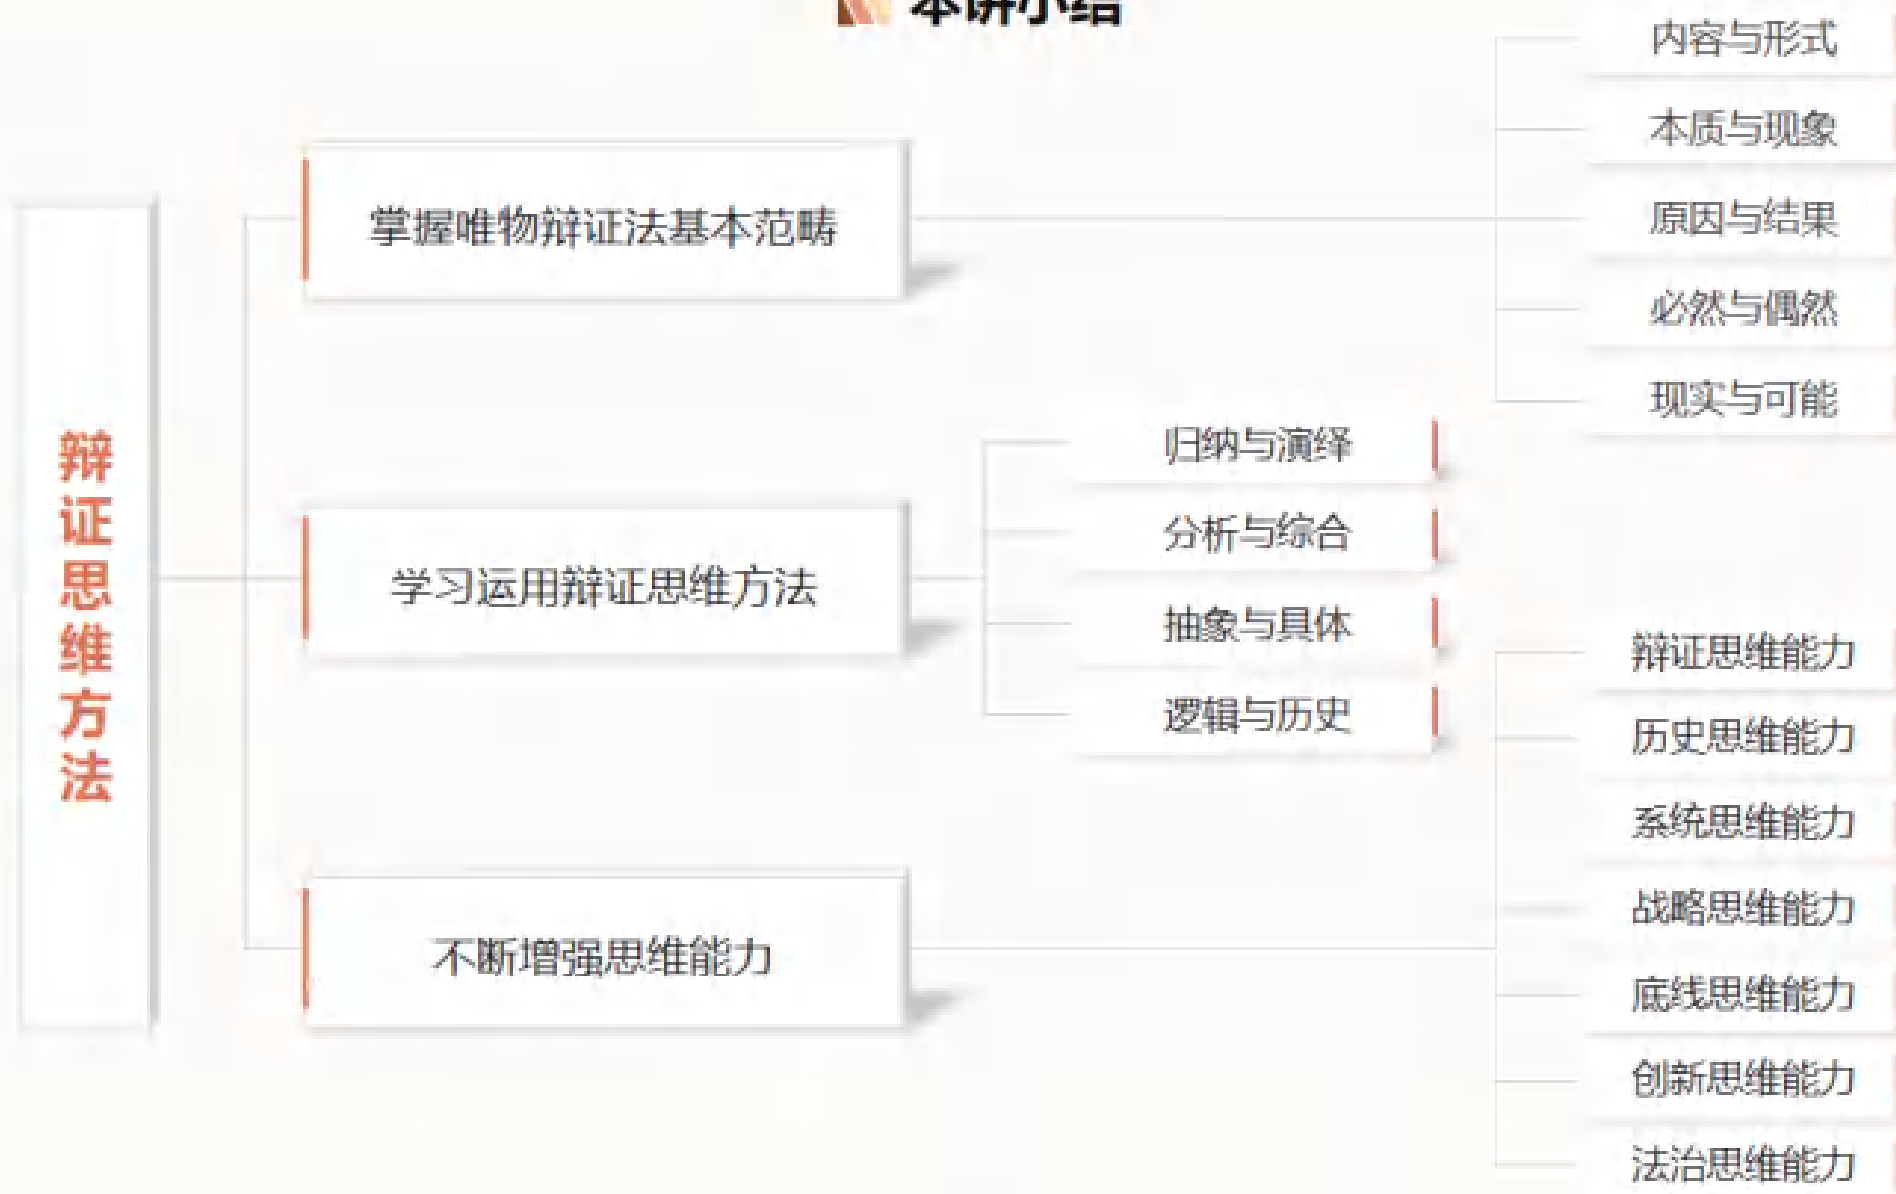 本讲小结
辩证思维方法
掌握唯物辩证法基本范畴
内容与形式
本质与现象
原因与结果
必然与偶然
现实与可能
学习运用辩证思维方法
归纳与演绎
分析与综合
抽象与具体
逻辑与历史
不断增强思维能力
辩证思维能力
历史思维能力
系统思维能力
战略思维能力
底线思维能力
创新思维能力
法治思维能力